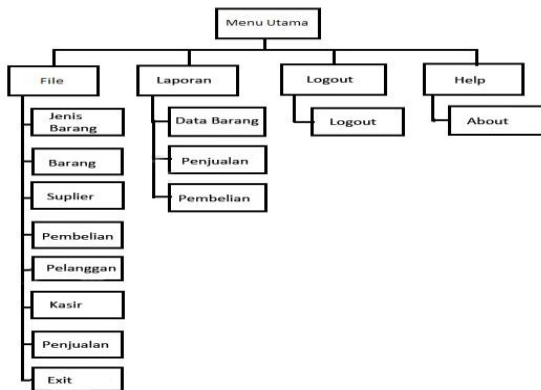 Menu Utama
File
Laporan
Logout
Help
Jenis
Barang
Barang
Suplier
Pembelian
Pelanggan
Kasir
Penjualan
Exit
Data Barang
Penjualan
Pembelian
Logout
About